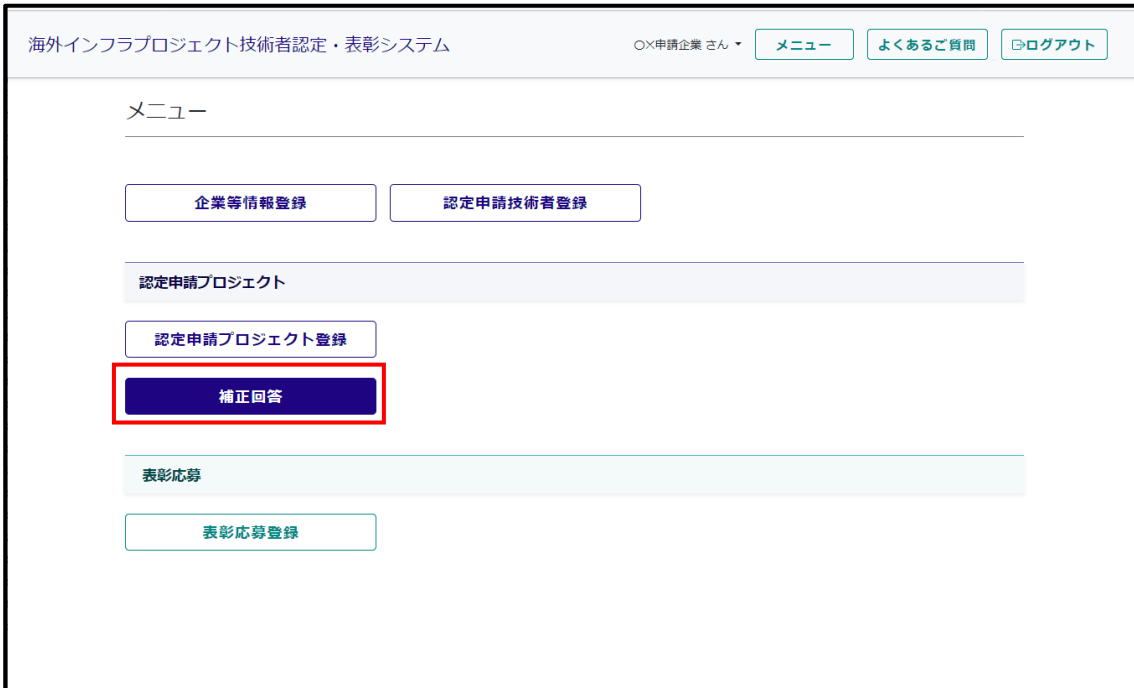 海外インフラプロジェクト技術者認定・表彰システム
○×申請企業 さん
メニュー
よくあるご質問
ログアウト
メニュー
企業等情報登録
認定申請技術者登録
認定申請プロジェクト
認定申請プロジェクト登録
補正回答
表彰応募
表彰応募登録